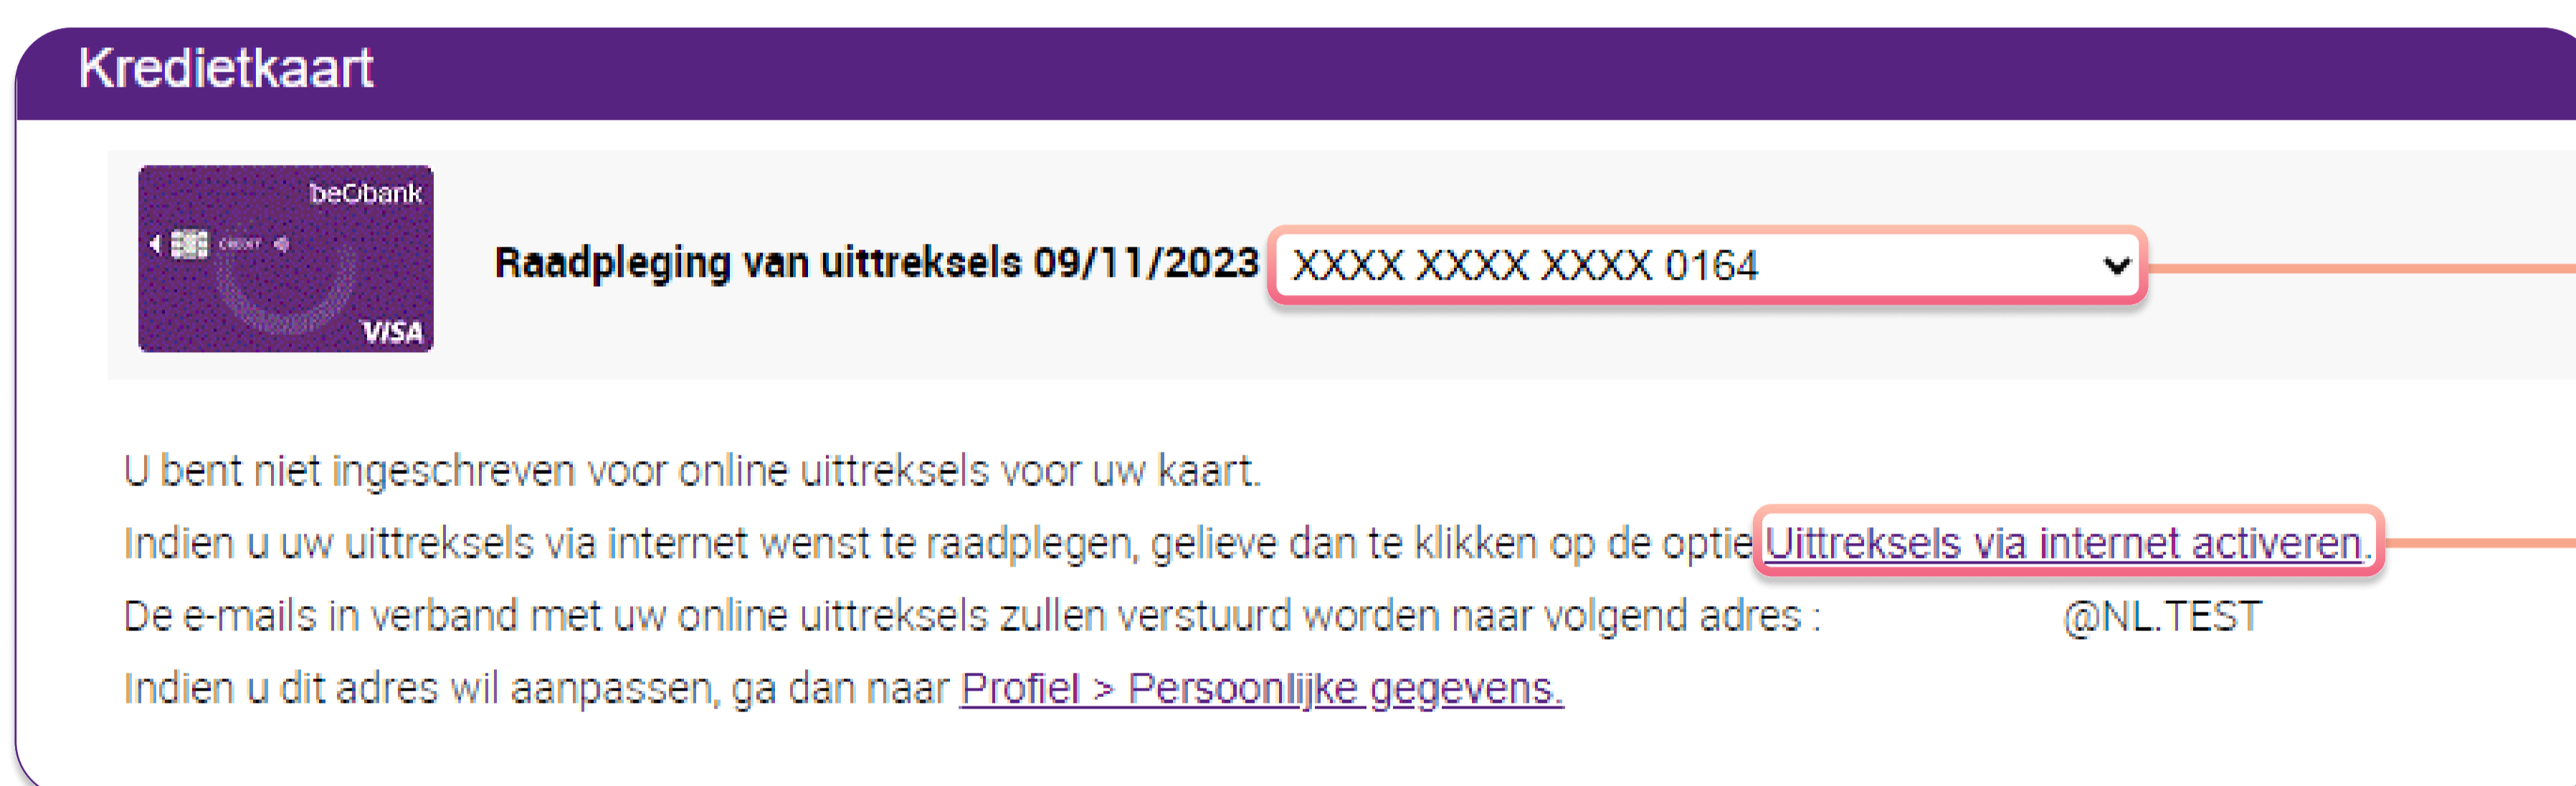 Kredietkaart
beObank
CREDIT
VISA
Raadpleging van uittreksels 09/11/2023 XXXX XXXX XXXX 0164
U bent niet ingeschreven voor online uittreksels voor uw kaart.
Indien u uw uittreksels via internet wenst te raadplegen, gelieve dan te klikken op de optie Uittreksels via internet activeren.
De e-mails in verband met uw online uittreksels zullen verstuurd worden naar volgend adres : @NL.TEST
Indien u dit adres wil aanpassen, ga dan naar Profiel > Persoonlijke gegevens.